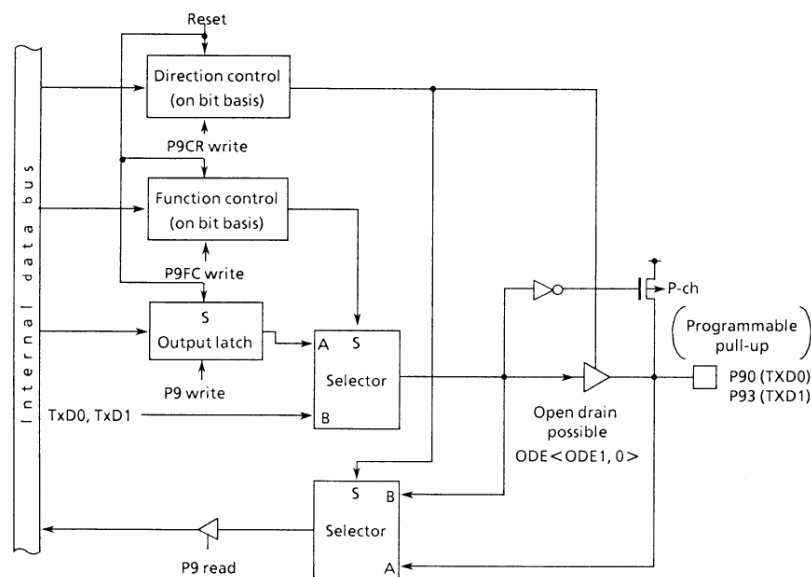 Reset
Direction control
(on bit basis)
P9CR write
Function control
(on bit basis)
P9FC write
S
Output latch
P9 write
TxD0, TxD1
A
S
Selector
B
Internal data bus
P-ch
(Programmable
pull-up)
P90 (TXD0)
P93 (TXD1)
Open drain
possible
ODE<ODE1, 0>
S
B
Selector
A
P9 read